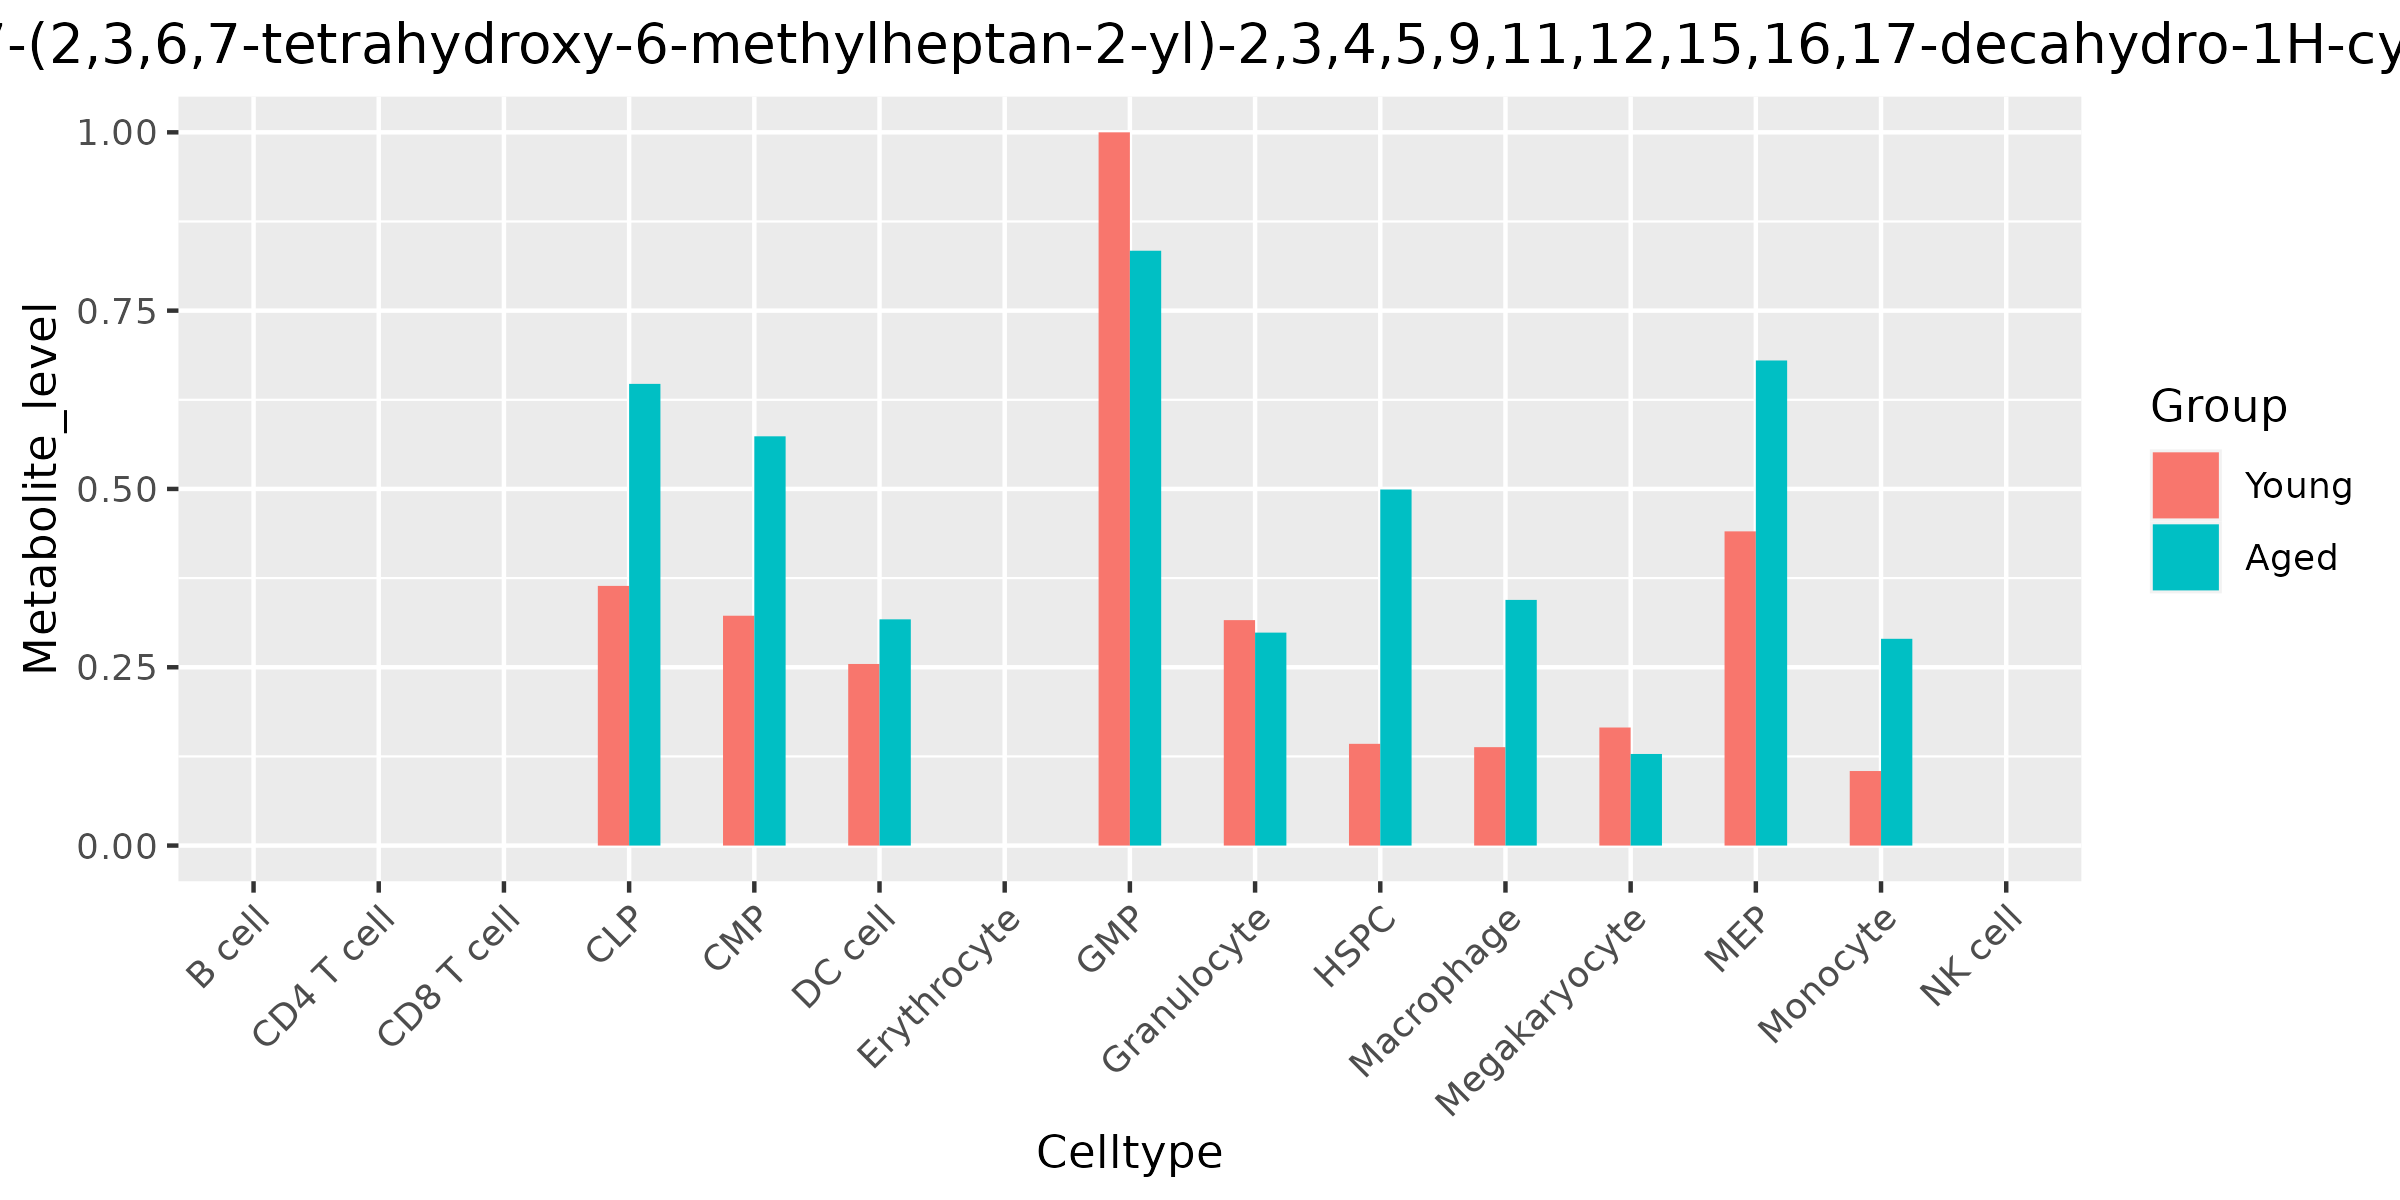 -(2,3,6,7-tetrahydroxy-6-methylheptan-2-yl)-2,3,4,5,9,11,12,15,16,17-decahydro-1H-cy
Metabolite_level
1.00
0.75
0.50
0.25
0.00
B cell
CD4 T cell
CD8 T cell
CLP
CMP
DC cell
Erythrocyte
GMP
Granulocyte
HSPC
Macrophage
Megakaryocyte
MEP
Monocyte
NK cell
Celltype
Group
Young
Aged